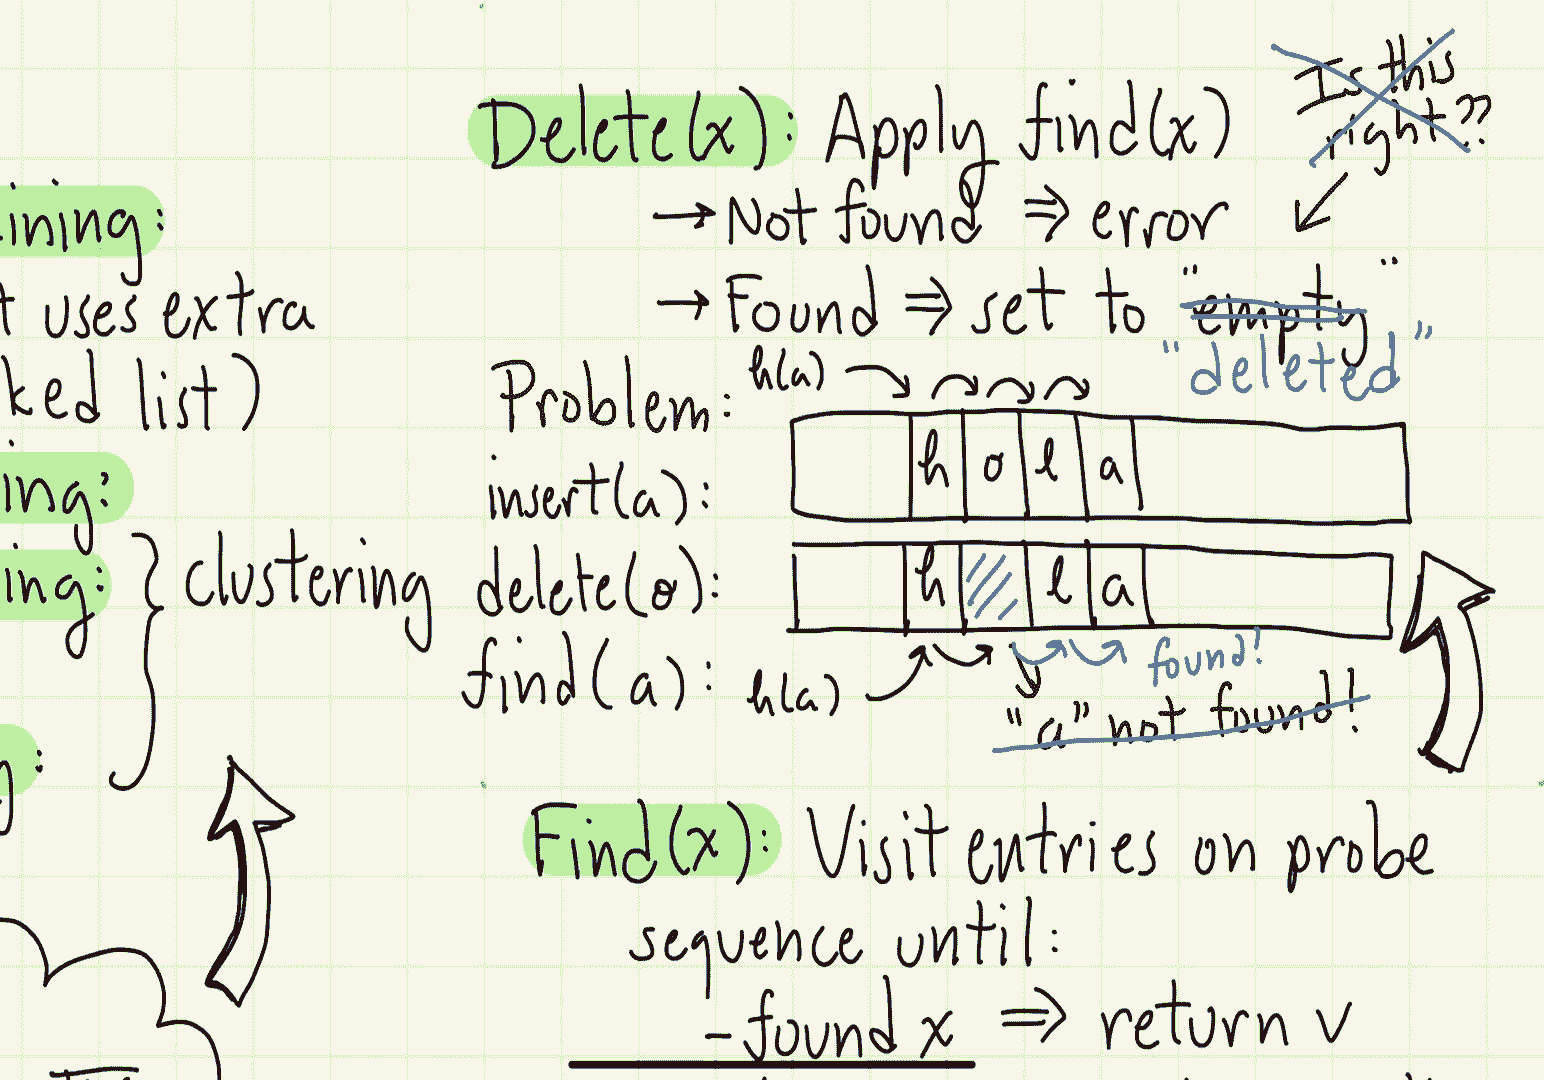 ining:
t uses extra
ked list)
ing:
ing:
clustering
:
Delete(x): Apply find(x)
Is this
right??
→ Not found ⇒ error
→ Found ⇒ set to "empty"
"deleted"
Problem: h(a)
insert(a): h o l a
delete(o): h l a
find(a): h(a) found!
"a" not found!
Find(x): Visit entries on probe
sequence until:
- found x ⇒ return v